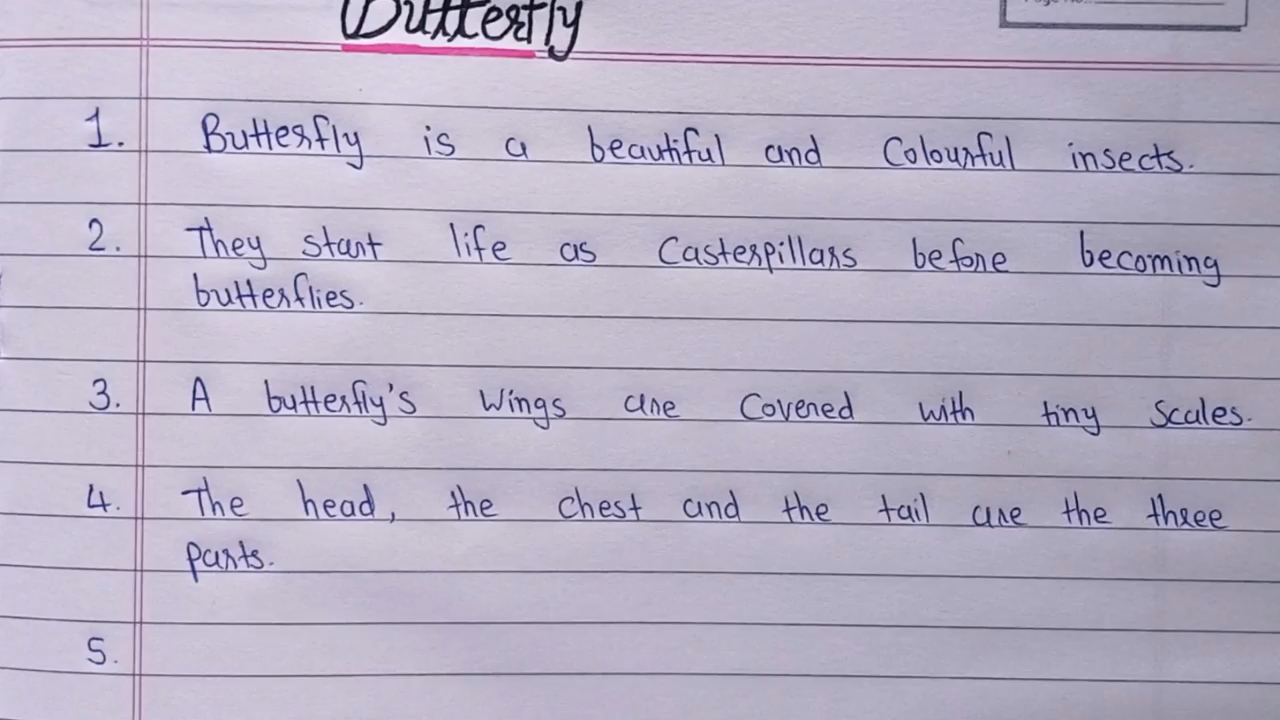 Butterfly
1. Butterfly is a beautiful and Colourful insects.
2. They start life as Casterpillars before becoming
butterflies.
3. A butterfly's Wings are Covered with tiny Scales.
4. The head, the chest and the tail are the three
parts.
5.